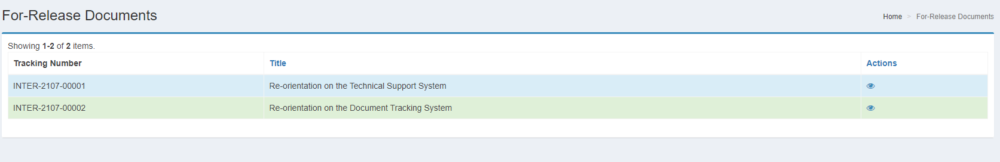 For-Release Documents
Home > For-Release Documents
Showing 1-2 of 2 items.
Tracking Number Title Actions
INTER-2107-00001 Re-orientation on the Technical Support System
INTER-2107-00002 Re-orientation on the Document Tracking System